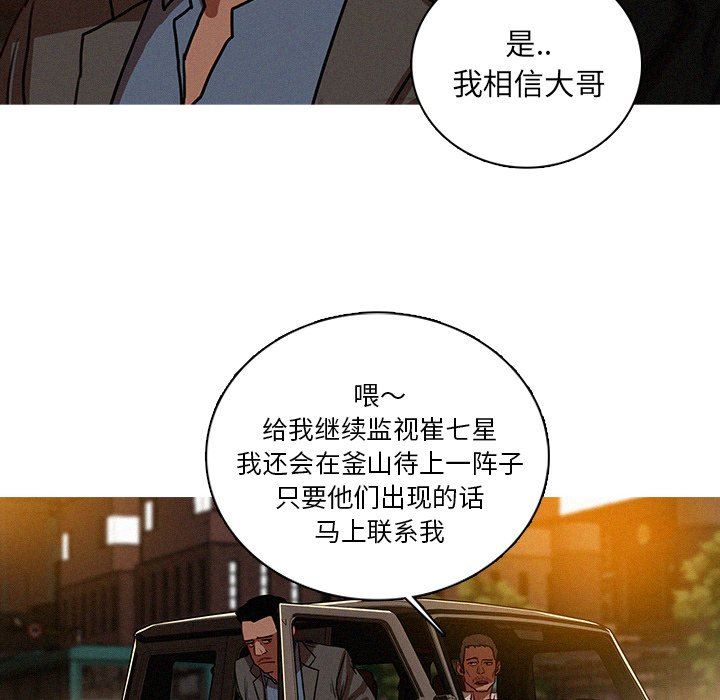 是..
我相信大哥
喂～
给我继续监视崔七星
我还会在釜山待上一阵子
只要他们出现的话
马上联系我